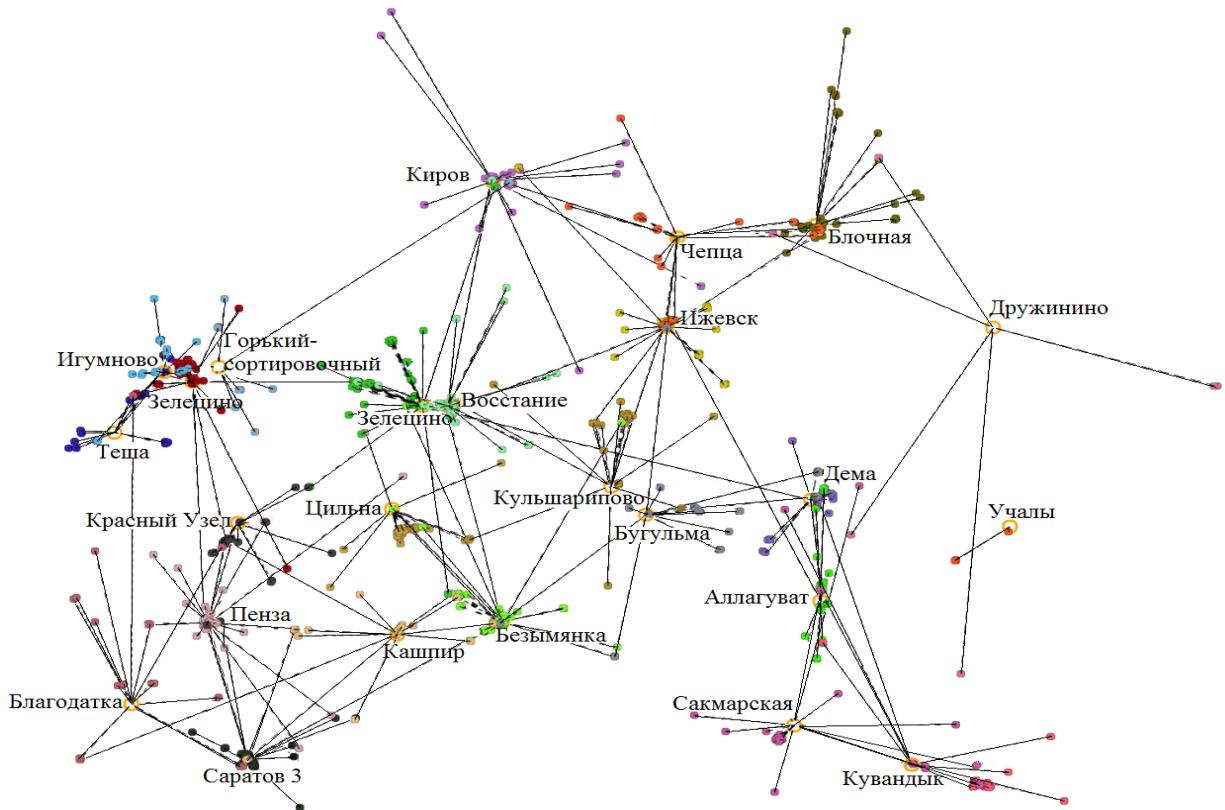 Киров
Чепца
Блочная
Дружинино
Ижевск
Горький-
сортировочный
Игумново
Зелецино
Восстание
Зелецино
Теша
Дема
Кульшарипово
Цильна
Красный Узел
Бугульма
Учалы
Аллагуват
Пенза
Кашпир
Безымянка
Благодатка
Сакмарская
Саратов 3
Кувандык